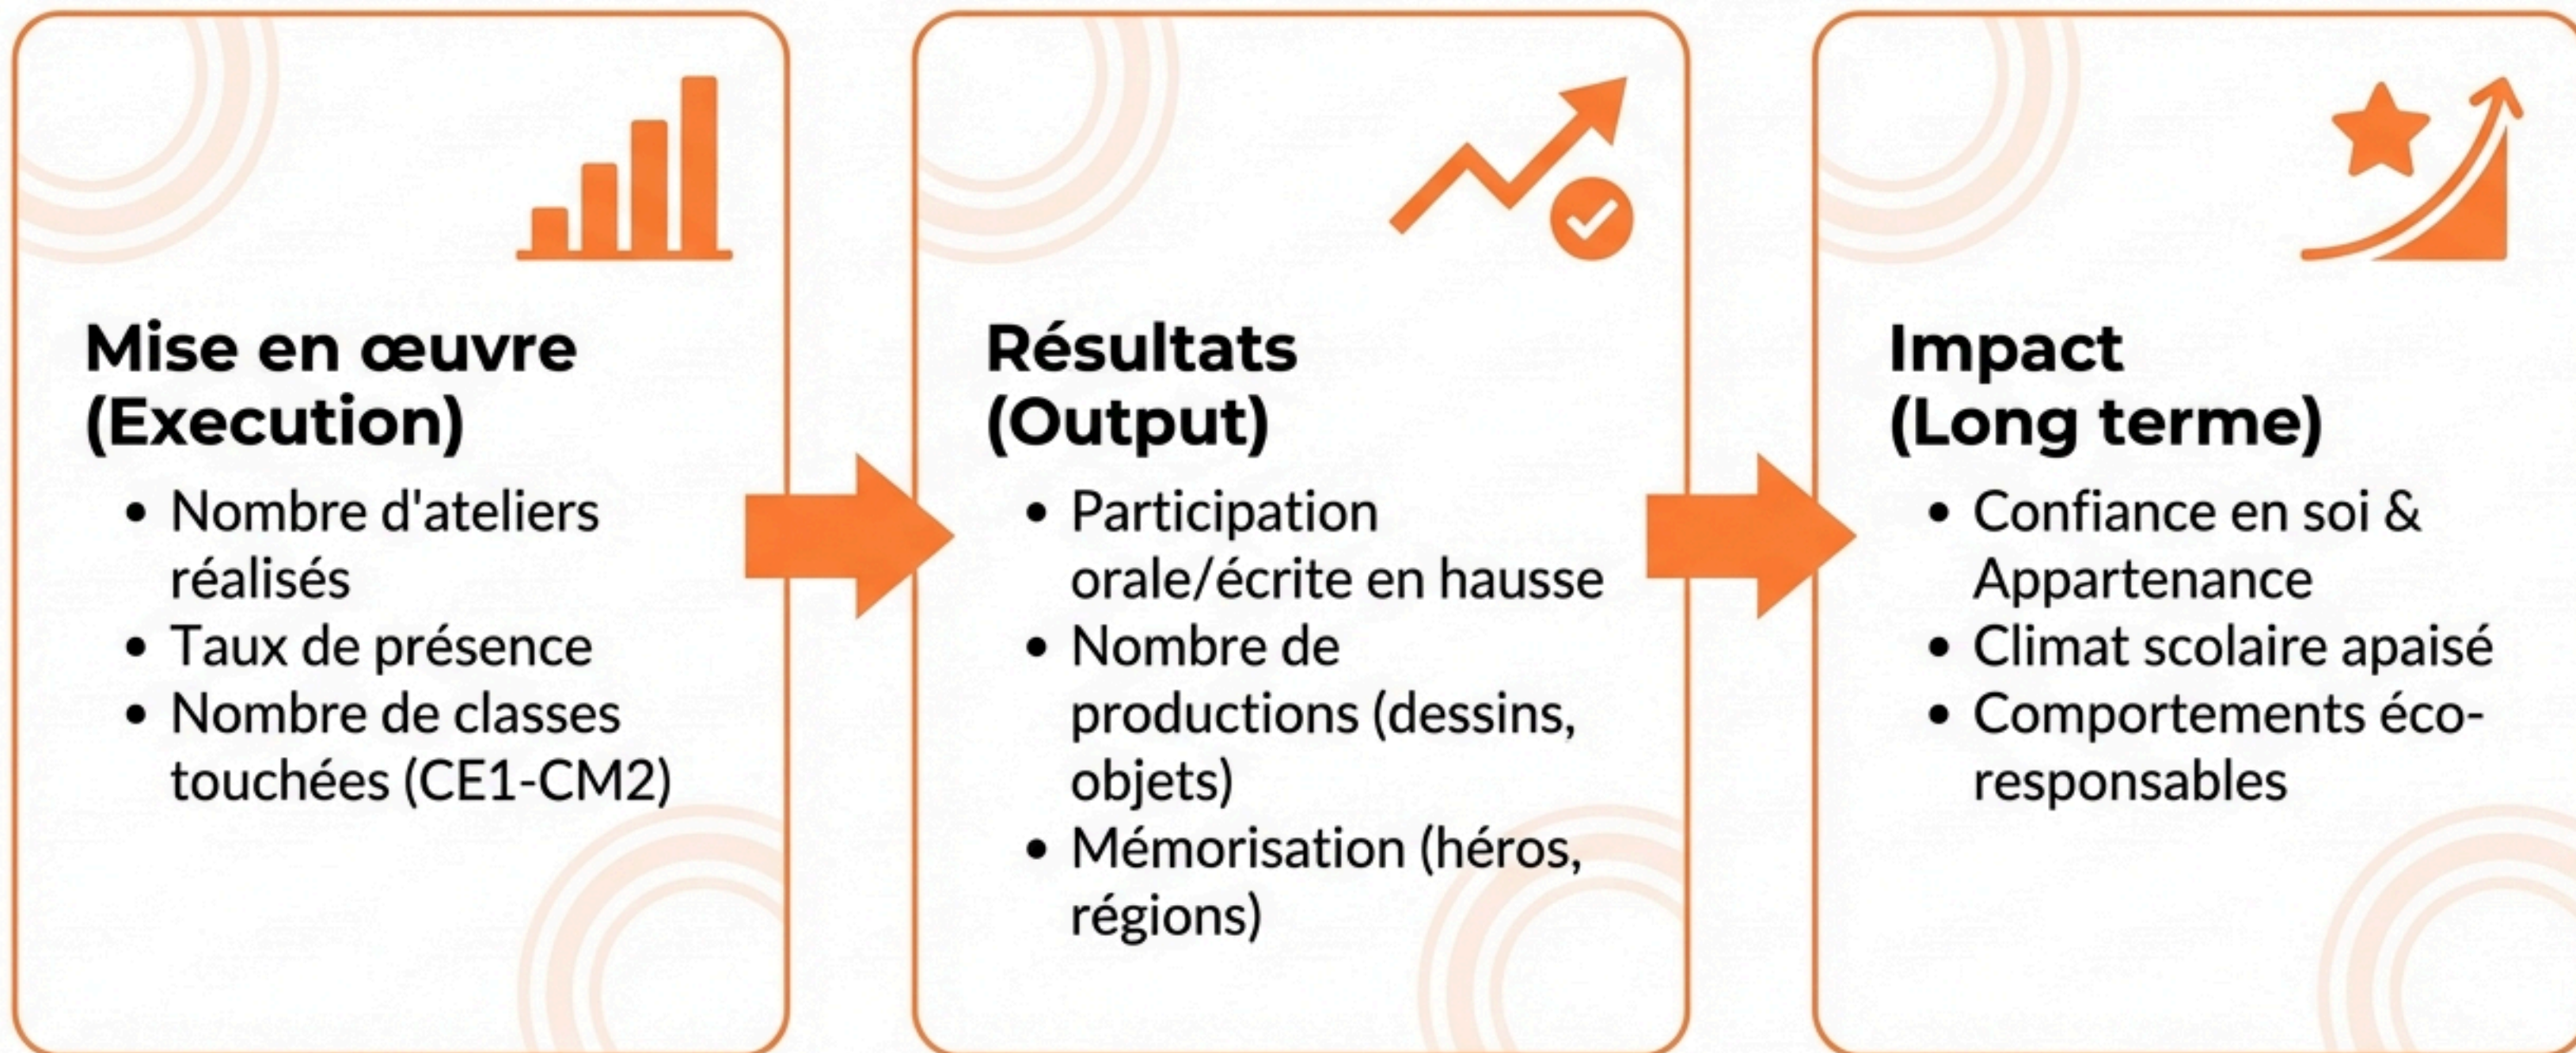 Mise en œuvre
(Execution)
• Nombre d'ateliers
réalisés
• Taux de présence
• Nombre de classes
touchées (CE1-CM2)
Résultats
(Output)
• Participation
orale/écrite en hausse
• Nombre de
productions (dessins,
objets)
• Mémorisation (héros,
régions)
Impact
(Long terme)
• Confiance en soi &
Appartenance
• Climat scolaire apaisé
• Comportements éco-
responsables